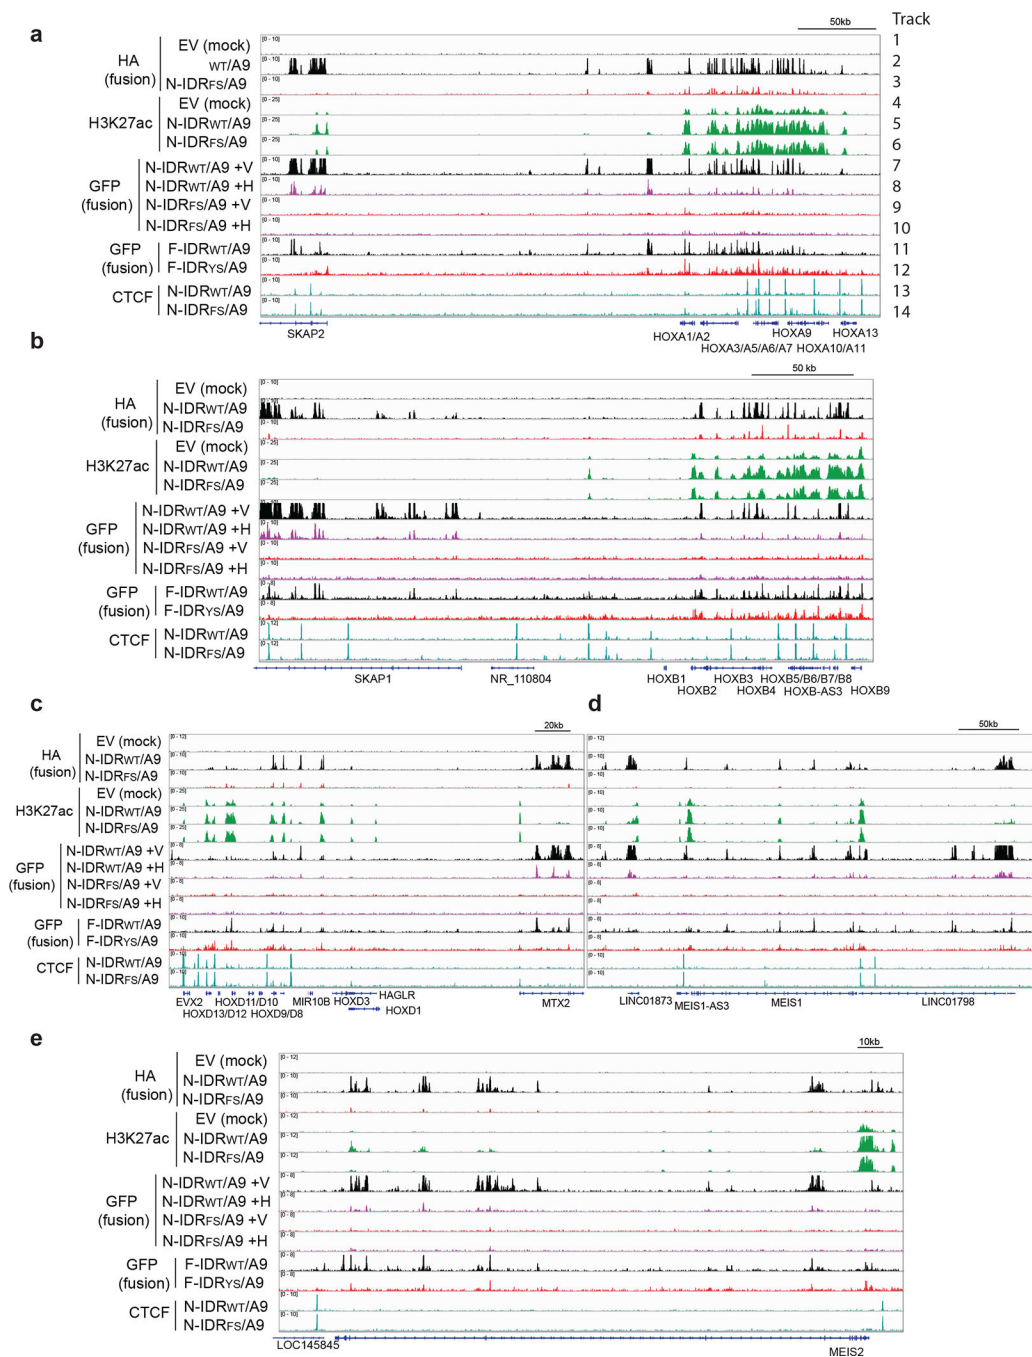 a
50kb
Track
HA
(fusion)
EV (mock)
WT/A9
N-IDRFS/A9
H3K27ac
EV (mock)
N-IDRWT/A9
N-IDRFS/A9
GFP
(fusion)
N-IDRWT/A9 +V
N-IDRWT/A9 +H
N-IDRFS/A9 +V
N-IDRFS/A9 +H
GFP
(fusion)
F-IDRWT/A9
F-IDRYS/A9
CTCF
N-IDRWT/A9
N-IDRFS/A9
1
2
3
4
5
6
7
8
9
10
11
12
13
14
SKAP2
HOXA1/A2
HOXA9
HOXA13
HOXA3/A5/A6/A7
HOXA10/A11
b
50 kb
HA
(fusion)
EV (mock)
N-IDRWT/A9
N-IDRFS/A9
H3K27ac
EV (mock)
N-IDRWT/A9
N-IDRFS/A9
GFP
(fusion)
N-IDRWT/A9 +V
N-IDRWT/A9 +H
N-IDRFS/A9 +V
N-IDRFS/A9 +H
GFP
(fusion)
F-IDRWT/A9
F-IDRYS/A9
CTCF
N-IDRWT/A9
N-IDRFS/A9
SKAP1
NR_110804
HOXB1
HOXB3
HOXB5/B6/B7/B8
HOXB2
HOXB4
HOXB-AS3
HOXB9
c
20kb
HA
(fusion)
EV (mock)
N-IDRWT/A9
N-IDRFS/A9
H3K27ac
EV (mock)
N-IDRWT/A9
N-IDRFS/A9
GFP
(fusion)
N-IDRWT/A9 +V
N-IDRWT/A9 +H
N-IDRFS/A9 +V
N-IDRFS/A9 +H
GFP
(fusion)
F-IDRWT/A9
F-IDRYS/A9
CTCF
N-IDRWT/A9
N-IDRFS/A9
EVX2
HOXD11/D10
MIR10B
HOXD3
HAGLR
MTX2
HOXD13/D12
HOXD9/D8
HOXD1
d
50kb
LINC01873
MEIS1-AS3
MEIS1
LINC01798
e
10kb
HA
(fusion)
EV (mock)
N-IDRWT/A9
N-IDRFS/A9
H3K27ac
EV (mock)
N-IDRWT/A9
N-IDRFS/A9
GFP
(fusion)
N-IDRWT/A9 +V
N-IDRWT/A9 +H
N-IDRFS/A9 +V
N-IDRFS/A9 +H
GFP
(fusion)
F-IDRWT/A9
F-IDRYS/A9
CTCF
N-IDRWT/A9
N-IDRFS/A9
LOC145845
MEIS2